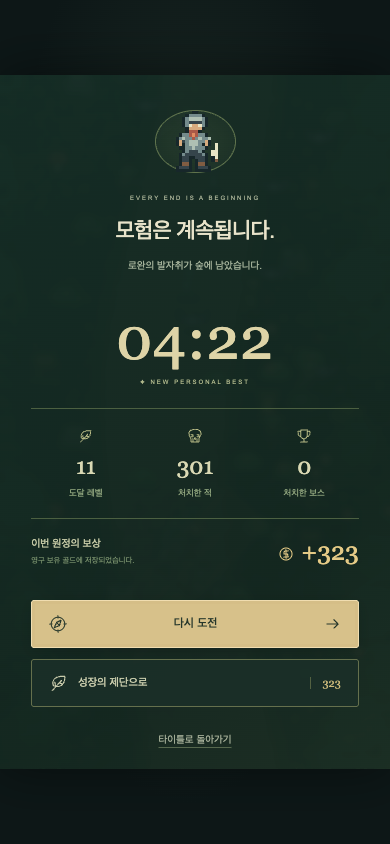 EVERY END IS A BEGINNING
모험은 계속됩니다.
로완의 발자취가 숲에 남았습니다.
04:22
✦ NEW PERSONAL BEST
11
301
0
도달 레벨
처치한 적
처치한 보스
이번 원정의 보상
영구 보유 골드에 저장되었습니다.
+323
다시 도전
성장의 제단으로
323
타이틀로 돌아가기